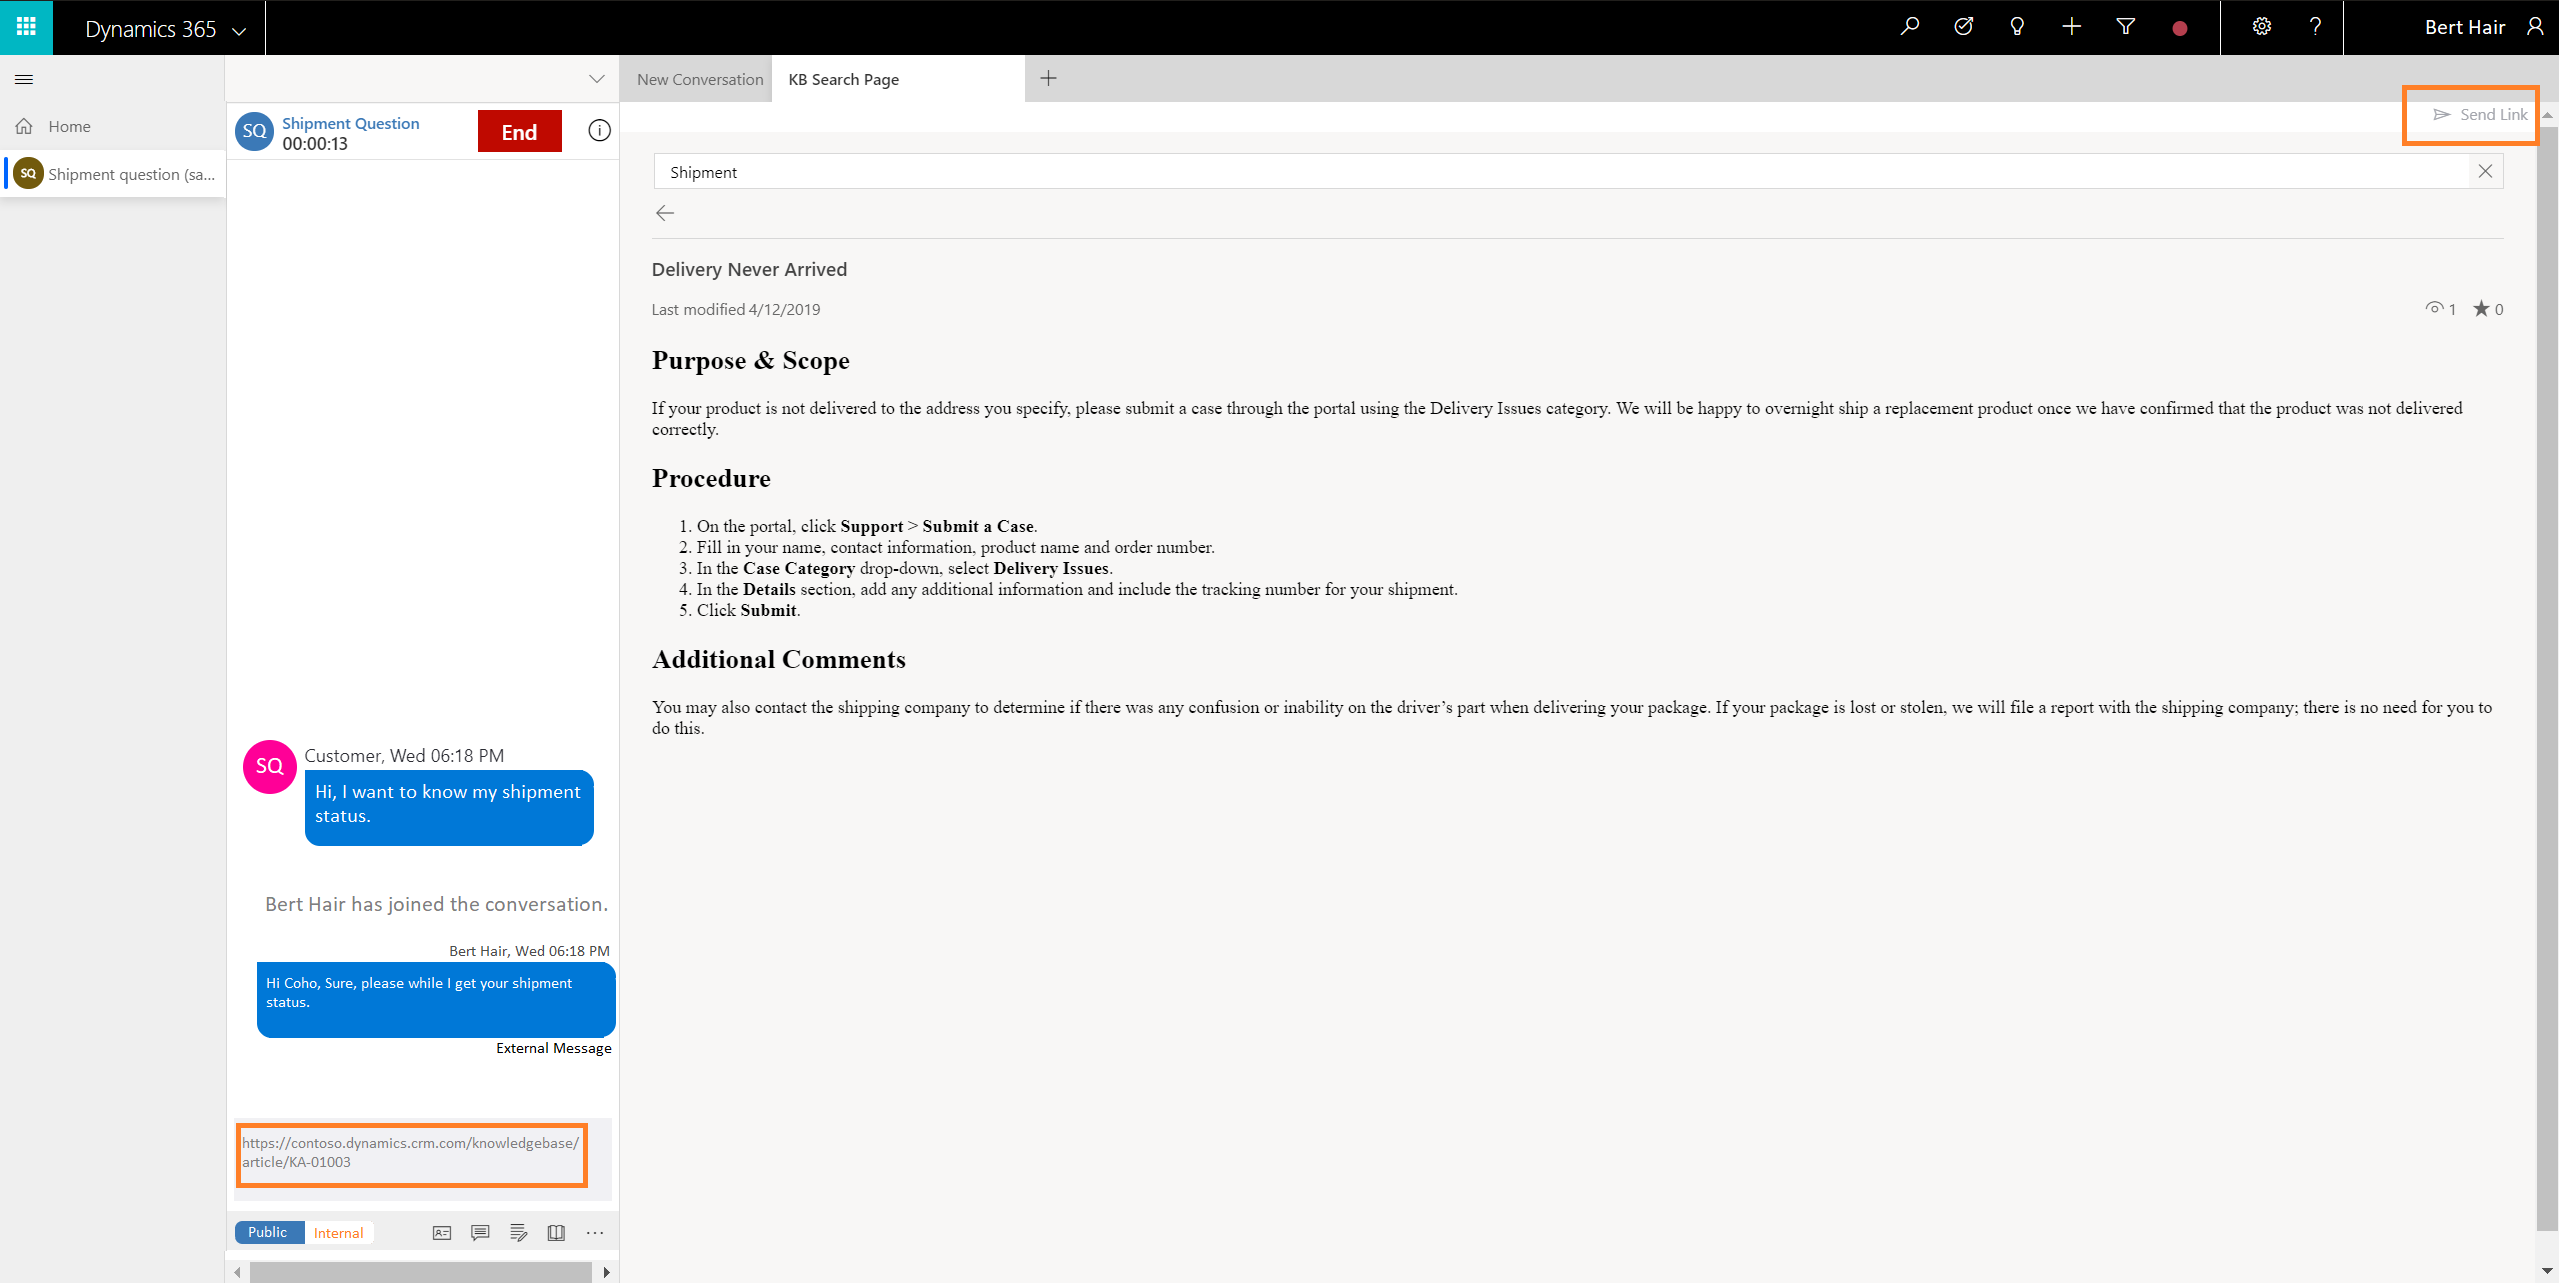 Dynamics 365
Bert Hair
New Conversation
KB Search Page
Send Link
Home
SQ Shipment question (sa...
SQ
Shipment Question
00:00:13
End
Customer, Wed 06:18 PM
SQ
Hi, I want to know my shipment
status.
Bert Hair has joined the conversation.
Bert Hair, Wed 06:18 PM
Hi Coho, Sure, please while I get your shipment
status.
External Message
https://contoso.dynamics.crm.com/knowledgebase/
article/KA-01003
Public Internal
Shipment
Delivery Never Arrived
Last modified 4/12/2019
1 ★ 0
Purpose & Scope
If your product is not delivered to the address you specify, please submit a case through the portal using the Delivery Issues category. We will be happy to overnight ship a replacement product once we have confirmed that the product was not delivered
correctly.
Procedure
1. On the portal, click Support > Submit a Case.
2. Fill in your name, contact information, product name and order number.
3. In the Case Category drop-down, select Delivery Issues.
4. In the Details section, add any additional information and include the tracking number for your shipment.
5. Click Submit.
Additional Comments
You may also contact the shipping company to determine if there was any confusion or inability on the driver’s part when delivering your package. If your package is lost or stolen, we will file a report with the shipping company; there is no need for you to
do this.